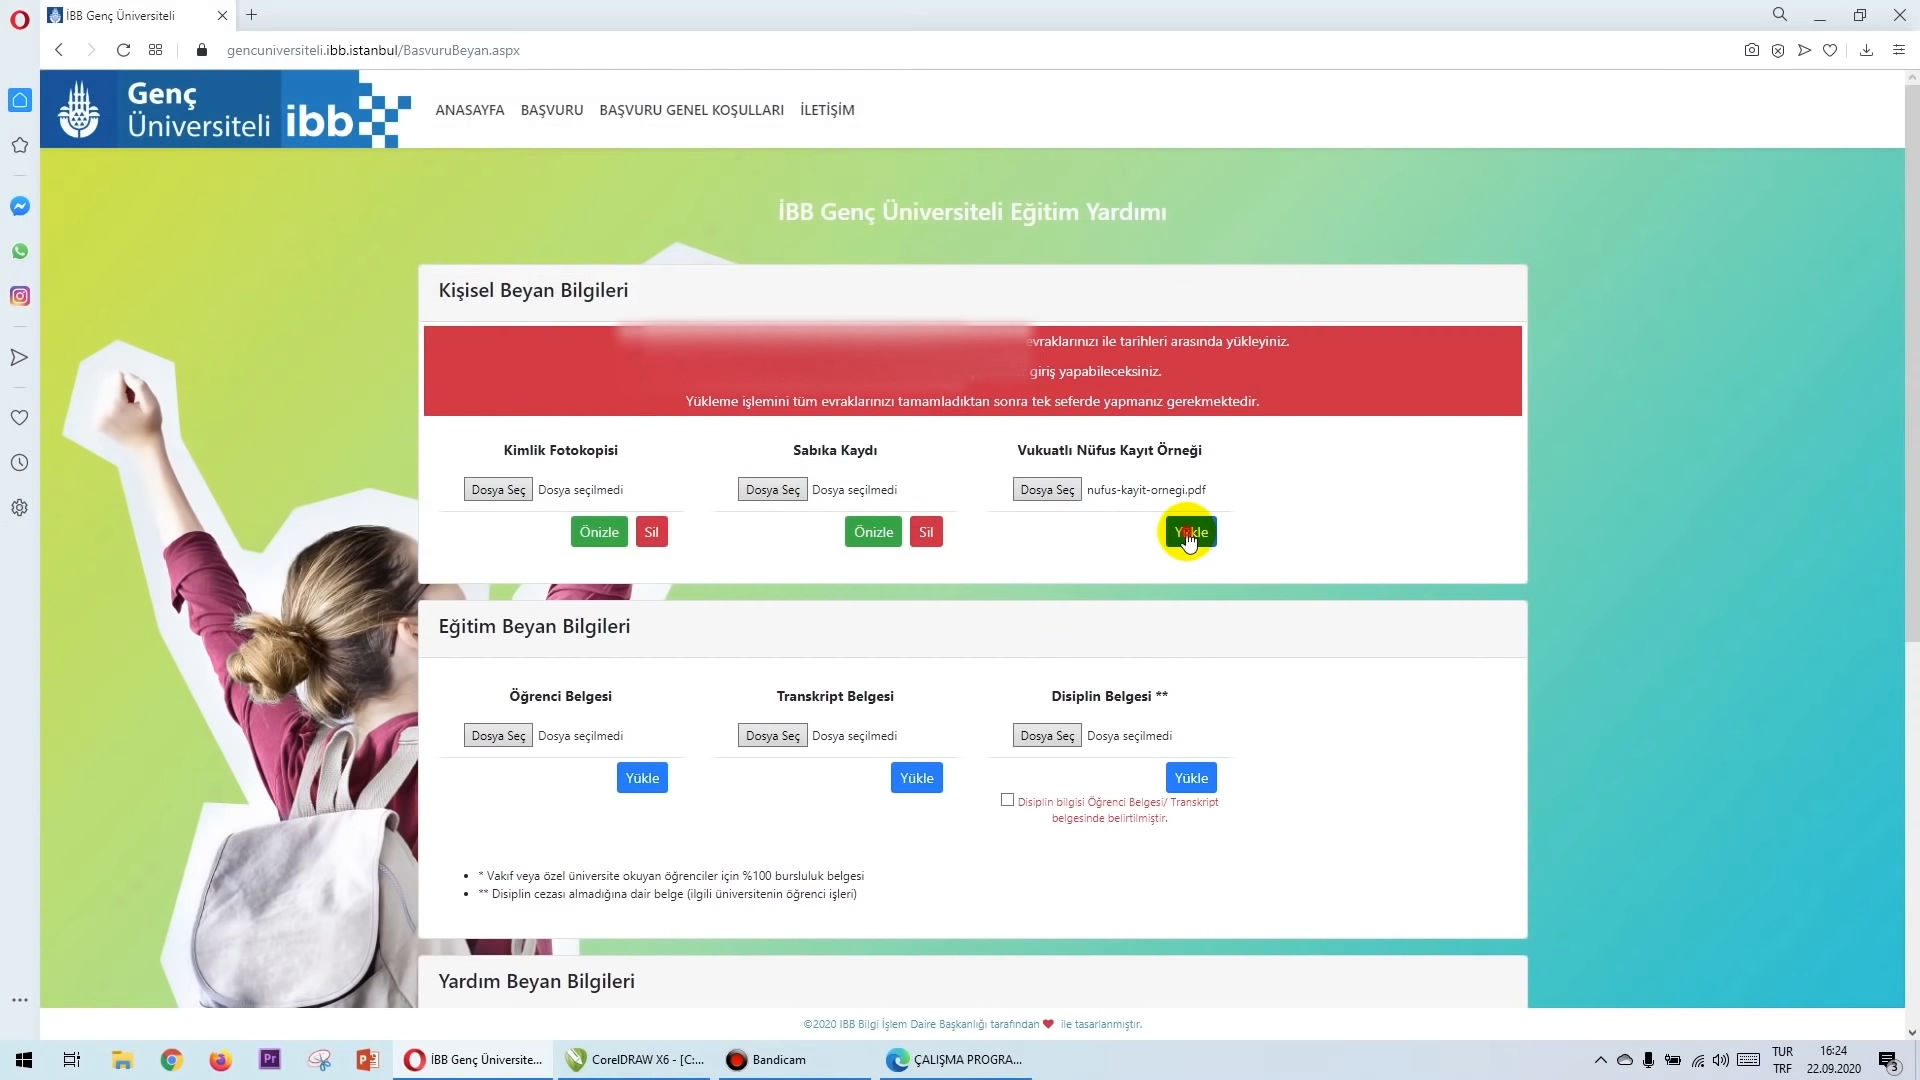 İBB Genç Üniversiteli
gencuniversiteli.ibb.istanbul/BasvuruBeyan.aspx
Genç
Üniversiteli
ibb
ANASAYFA BAŞVURU BAŞVURU GENEL KOŞULLARI İLETİŞİM
İBB Genç Üniversiteli Eğitim Yardımı
Kişisel Beyan Bilgileri
evraklarınızı ile tarihleri arasında yükleyiniz.
giriş yapabileceksiniz.
Yükleme işlemini tüm evraklarınızı tamamladıktan sonra tek seferde yapmanız gerekmektedir.
Kimlik Fotokopisi Sabıka Kaydı Vukuatlı Nüfus Kayıt Örneği
Dosya Seç Dosya seçilmedi Dosya Seç Dosya seçilmedi Dosya Seç nufus-kayit-ornegi.pdf
Önizle Sil Önizle Sil Yükle
Eğitim Beyan Bilgileri
Öğrenci Belgesi Transkript Belgesi Disiplin Belgesi **
Dosya Seç Dosya seçilmedi Dosya Seç Dosya seçilmedi Dosya Seç Dosya seçilmedi
Yükle Yükle Yükle
Disiplin bilgisi Öğrenci Belgesi/ Transkript
belgesinde belirtilmiştir.
* Vakıf veya özel üniversite okuyan öğrenciler için %100 bursluluk belgesi
** Disiplin cezası almadığına dair belge (ilgili üniversitenin öğrenci işleri)
Yardım Beyan Bilgileri
©2020 IBB Bilgi İşlem Daire Başkanlığı tarafından ile tasarlanmıştır.
Pr
İBB Genç Üniversite... CorelDRAW X6 - [C:... Bandicam ÇALIŞMA PROGRA...
TUR 16:24
TRF 22.09.2020
3